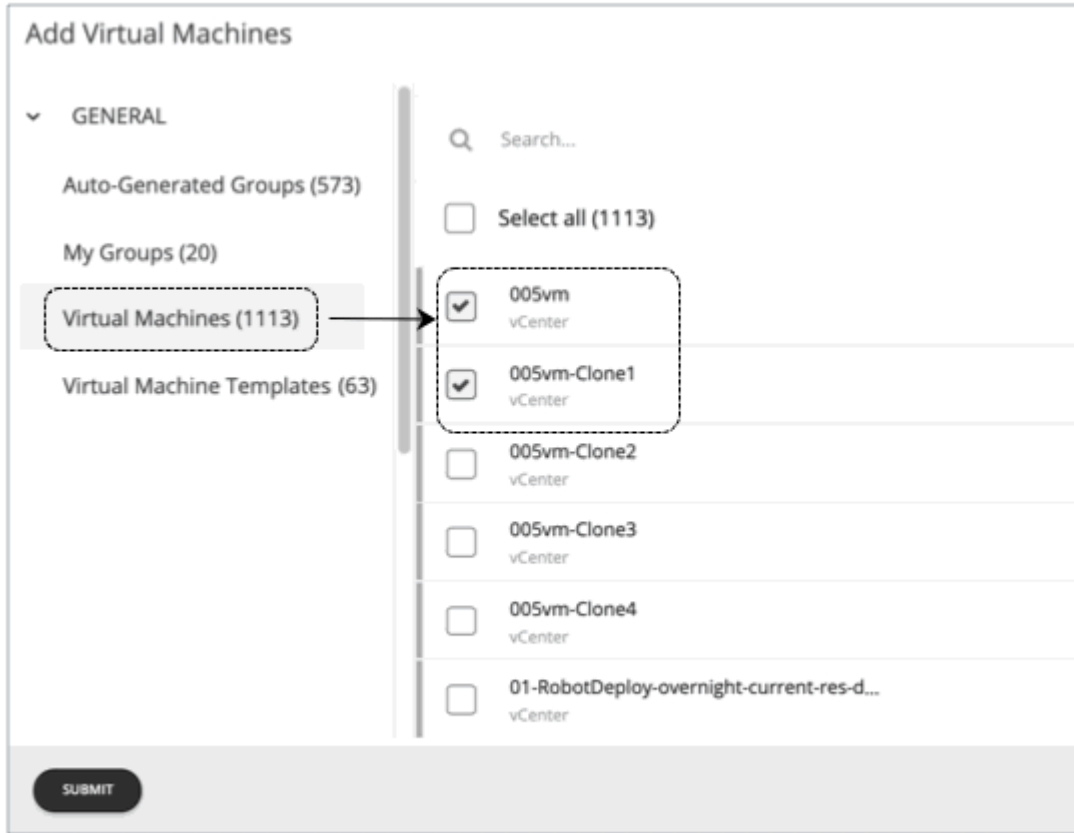 Add Virtual Machines
GENERAL
Auto-Generated Groups (573)
My Groups (20)
Virtual Machines (1113)
Virtual Machine Templates (63)
Search...
Select all (1113)
005vm
vCenter
005vm-Clone1
vCenter
005vm-Clone2
vCenter
005vm-Clone3
vCenter
005vm-Clone4
vCenter
01-RobotDeploy-overnight-current-res-d...
vCenter
SUBMIT